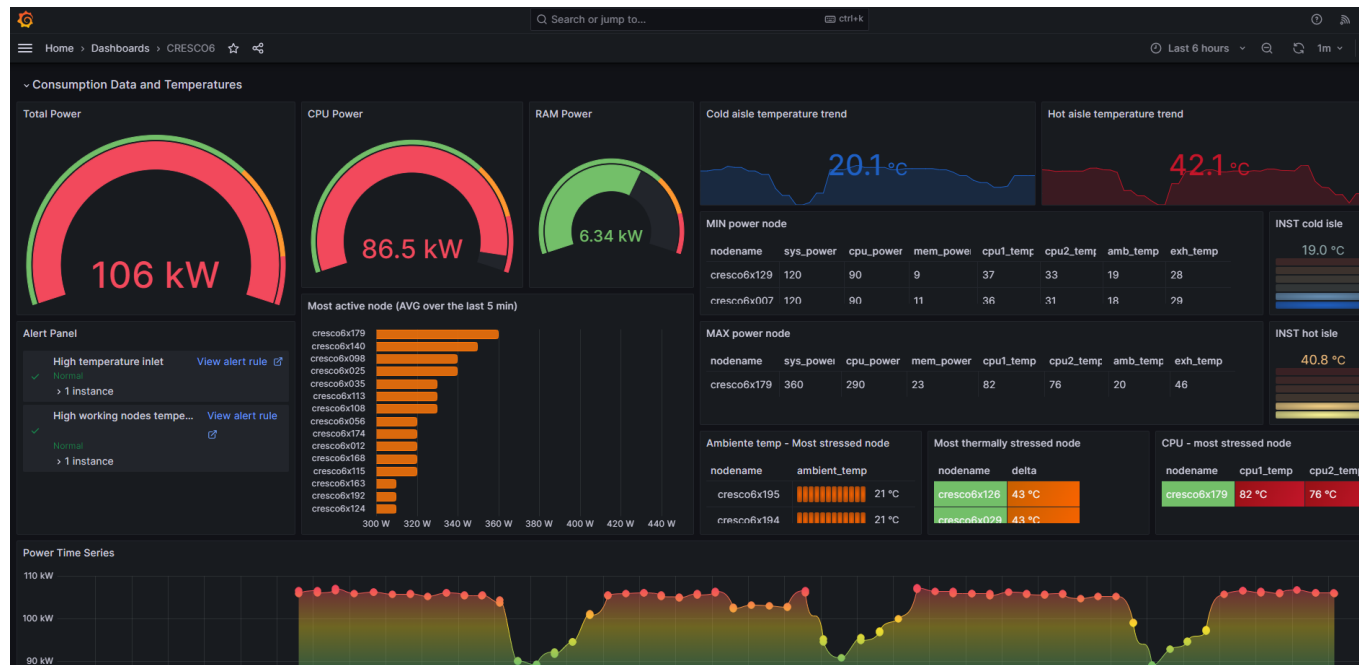 Search or jump to...
ctrl+k
Home › Dashboards › CRESCO6
Last 6 hours
1m
Consumption Data and Temperatures
Total Power
106 kW
CPU Power
86.5 kW
RAM Power
6.34 kW
Cold aisle temperature trend
20.1 °C
Hot aisle temperature trend
42.1 °C
MIN power node
nodename sys_power cpu_power mem_power cpu1_temp cpu2_temp amb_temp exh_temp
cresco6x129 120 90 9 37 33 19 28
cresco6x007 120 90 11 36 31 18 29
INST cold isle
19.0 °C
Alert Panel
High temperature inlet View alert rule
Normal
› 1 instance
High working nodes tempe... View alert rule
Normal
› 1 instance
Most active node (AVG over the last 5 min)
cresco6x179
cresco6x140
cresco6x098
cresco6x025
cresco6x035
cresco6x113
cresco6x108
cresco6x056
cresco6x174
cresco6x012
cresco6x168
cresco6x115
cresco6x163
cresco6x192
cresco6x124
300 W 320 W 340 W 360 W 380 W 400 W 420 W 440 W
MAX power node
nodename sys_power cpu_power mem_power cpu1_temp cpu2_temp amb_temp exh_temp
cresco6x179 360 290 23 82 76 20 46
INST hot isle
40.8 °C
Ambiente temp - Most stressed node
nodename ambient_temp
cresco6x195 21 °C
cresco6x194 21 °C
Most thermally stressed node
nodename delta
cresco6x126 43 °C
cresco6x029 43 °C
CPU - most stressed node
nodename cpu1_temp cpu2_temp
cresco6x179 82 °C 76 °C
Power Time Series
110 kW
100 kW
90 kW